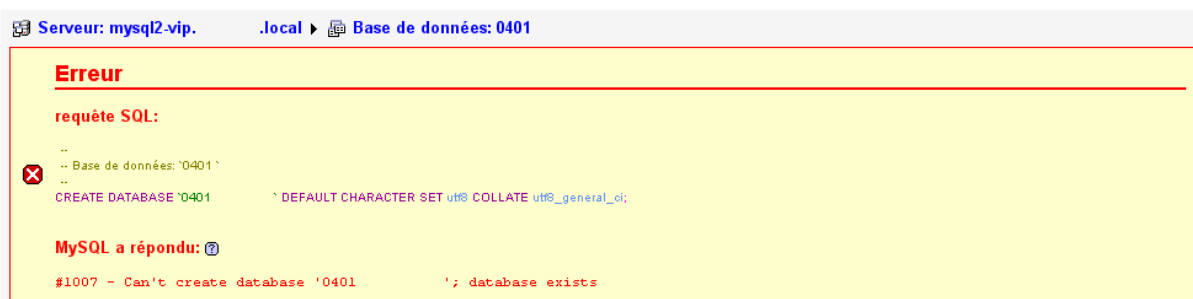 Serveur: mysql2-vip. .local ▸ Base de données: 0401
Erreur
requête SQL:
--
-- Base de données: `0401 `
--
CREATE DATABASE `0401 ` DEFAULT CHARACTER SET utf8 COLLATE utf8_general_ci;
MySQL a répondu:
#1007 - Can't create database '0401 '; database exists